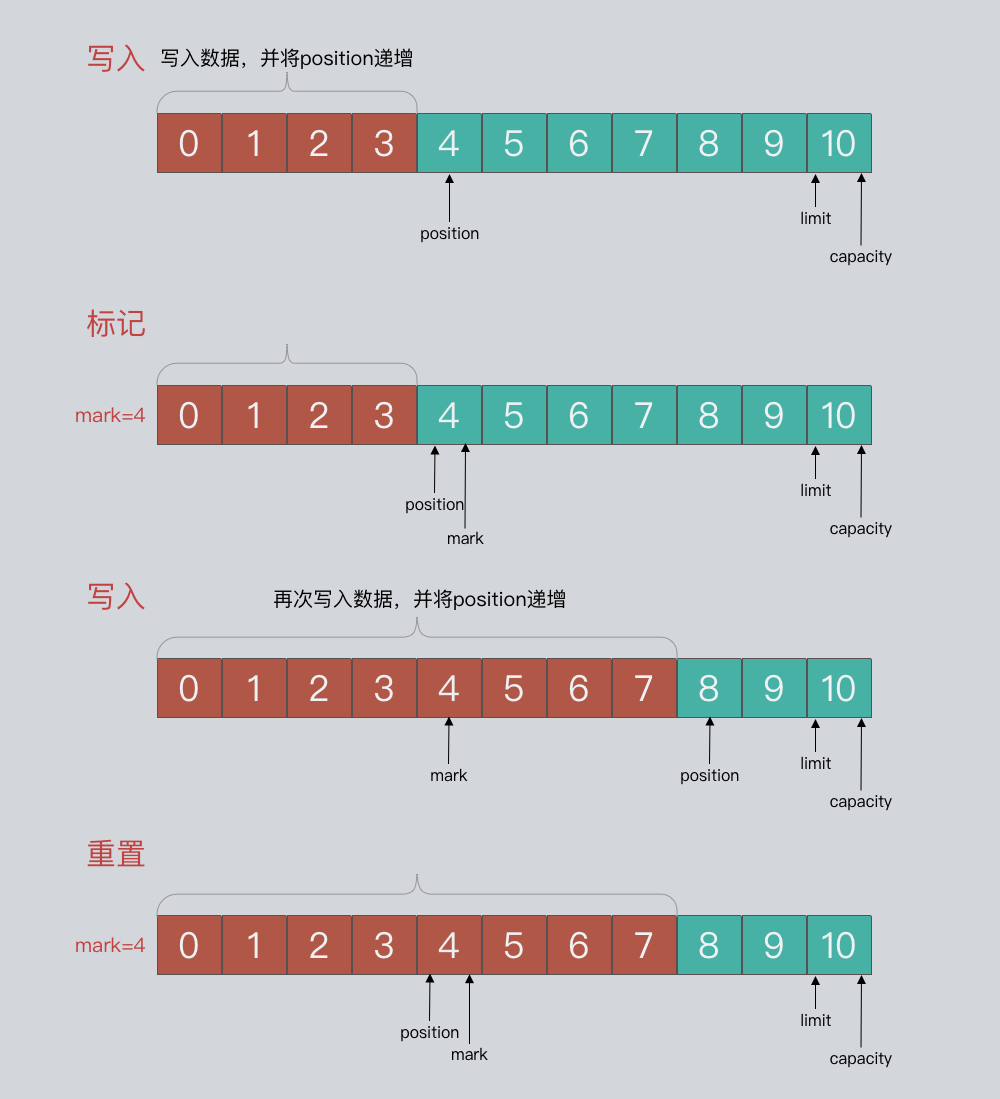 写入 写入数据，并将position递增
0 1 2 3 4 5 6 7 8 9 10
position
limit
capacity
标记
mark=4
0 1 2 3 4 5 6 7 8 9 10
position
mark
limit
capacity
写入
再次写入数据，并将position递增
0 1 2 3 4 5 6 7 8 9 10
mark
position
limit
capacity
重置
mark=4
0 1 2 3 4 5 6 7 8 9 10
position
mark
limit
capacity